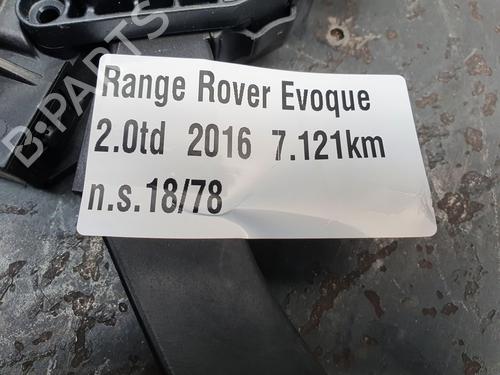 B-PARTS
Range Rover Evoque
2.0td 2016 7.121km
n.s.18/78